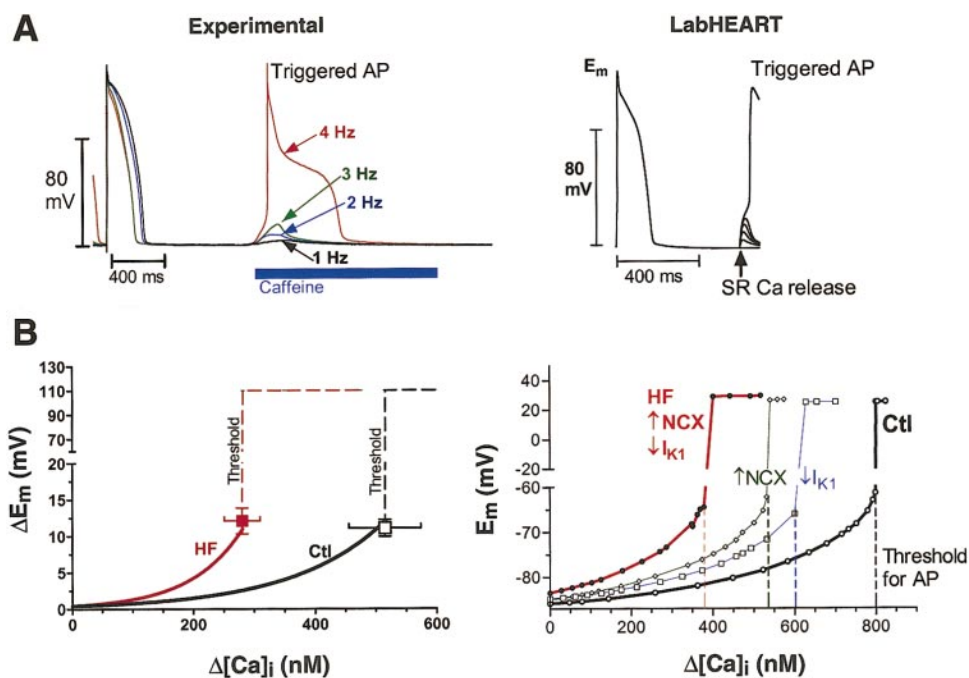 A
Experimental
LabHEART
Triggered AP
Em
Triggered AP
4 Hz
80
mV
3 Hz
2 Hz
1 Hz
80
mV
400 ms
Caffeine
400 ms
SR Ca release
B
ΔEm (mV)
130
110
90
70
50
20
15
10
5
0
Threshold
Threshold
HF
Ctl
0
200
400
600
Δ[Ca]i (nM)
Em (mV)
40
20
0
-20
-60
-70
-80
HF
↑NCX
↓IK1
↑NCX
↓IK1
Ctl
Threshold
for AP
0
200
400
600
800
Δ[Ca]i (nM)